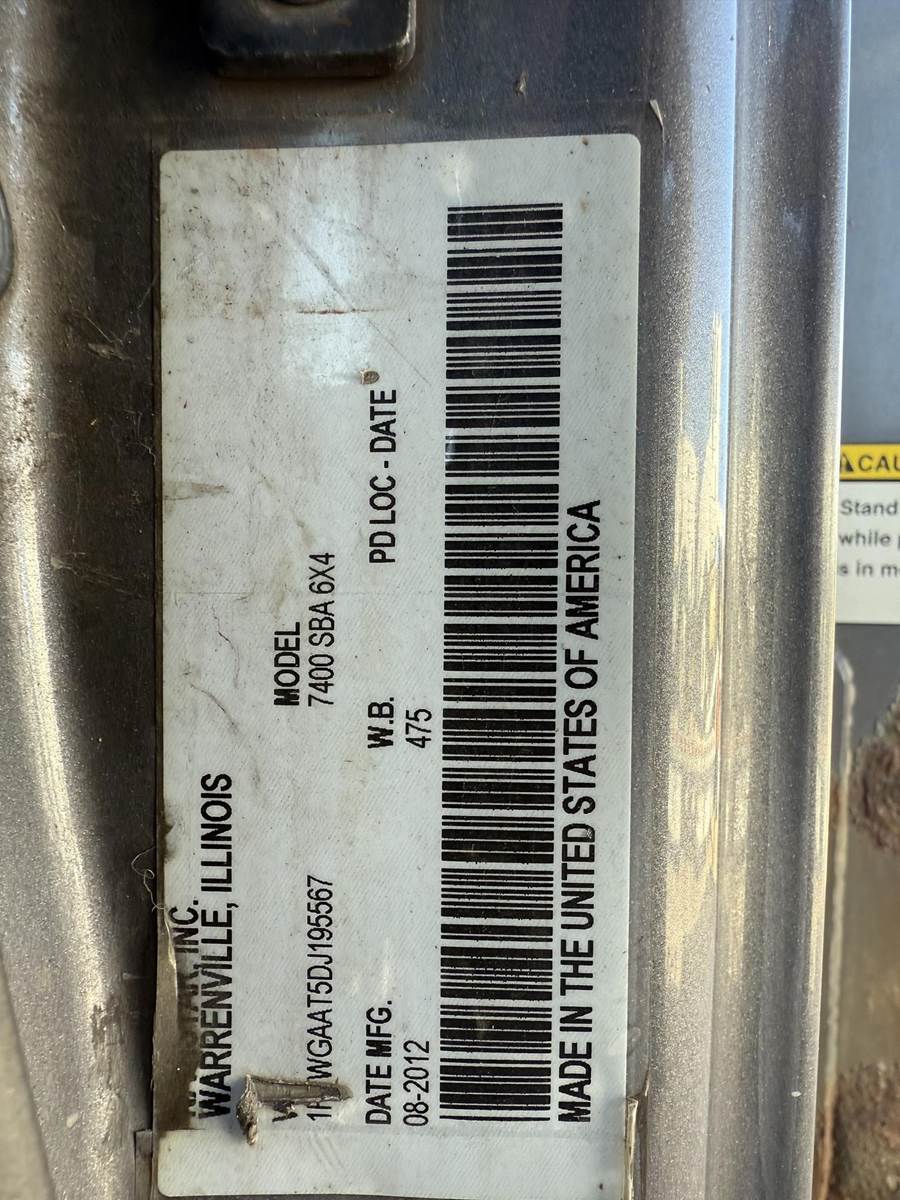 INC.
WARRENVILLE, ILLINOIS
MODEL
WGAAT5DJ195567
7400 SBA 6X4
DATE MFG.
W.B.
PD LOC - DATE
08-2012
475
MADE IN THE UNITED STATES OF AMERICA
Stand
while
in